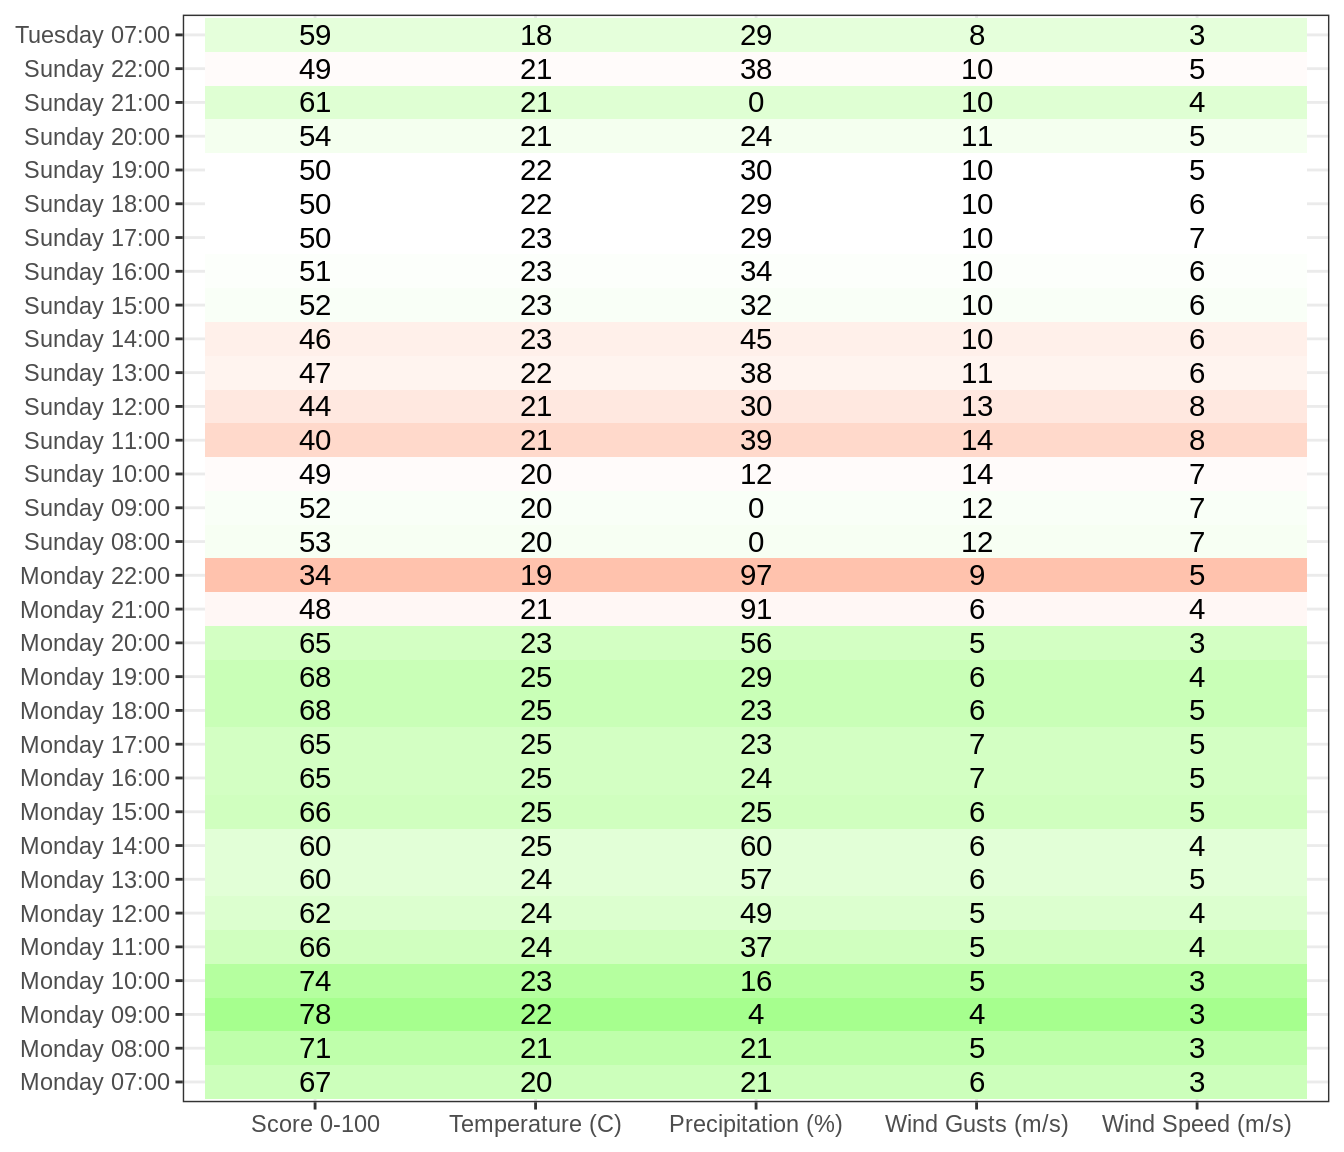 Tuesday 07:00 59 18 29 8 3
Sunday 22:00 49 21 38 10 5
Sunday 21:00 61 21 0 10 4
Sunday 20:00 54 21 24 11 5
Sunday 19:00 50 22 30 10 5
Sunday 18:00 50 22 29 10 6
Sunday 17:00 50 23 29 10 7
Sunday 16:00 51 23 34 10 6
Sunday 15:00 52 23 32 10 6
Sunday 14:00 46 23 45 10 6
Sunday 13:00 47 22 38 11 6
Sunday 12:00 44 21 30 13 8
Sunday 11:00 40 21 39 14 8
Sunday 10:00 49 20 12 14 7
Sunday 09:00 52 20 0 12 7
Sunday 08:00 53 20 0 12 7
Monday 22:00 34 19 97 9 5
Monday 21:00 48 21 91 6 4
Monday 20:00 65 23 56 5 3
Monday 19:00 68 25 29 6 4
Monday 18:00 68 25 23 6 5
Monday 17:00 65 25 23 7 5
Monday 16:00 65 25 24 7 5
Monday 15:00 66 25 25 6 5
Monday 14:00 60 25 60 6 4
Monday 13:00 60 24 57 6 5
Monday 12:00 62 24 49 5 4
Monday 11:00 66 24 37 5 4
Monday 10:00 74 23 16 5 3
Monday 09:00 78 22 4 4 3
Monday 08:00 71 21 21 5 3
Monday 07:00 67 20 21 6 3
Score 0-100 Temperature (C) Precipitation (%) Wind Gusts (m/s) Wind Speed (m/s)